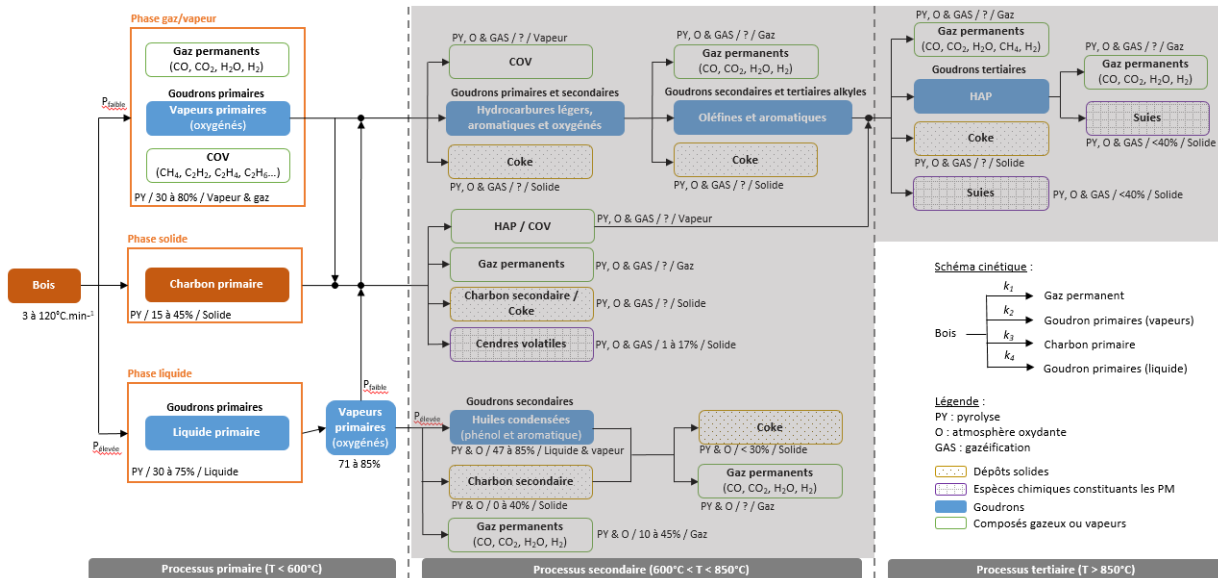 Phase gaz/vapeur
Gaz permanents
(CO, CO₂, H₂O, H₂)
Goudrons primaires
Vapeurs primaires
(oxygénés)
COV
(CH₄, C₂H₂, C₂H₄, C₂H₆...)
PY / 30 à 80% / Vapeur & gaz
P faible
Bois
3 à 120°C.min-¹
Phase solide
Charbon primaire
PY / 15 à 45% / Solide
P élevée
Phase liquide
Goudrons primaires
Liquide primaire
PY / 30 à 75% / Liquide
Vapeurs
primaires
(oxygénés)
71 à 85%
P faible
P élevée
PY, O & GAS / ? / Vapeur
COV
Goudrons primaires et secondaires
Hydrocarbures légers,
aromatiques et oxygénés
Coke
PY, O & GAS / ? / Solide
PY, O & GAS / ? / Gaz
Gaz permanents
(CO, CO₂, H₂O, H₂)
Goudrons secondaires et tertiaires alkyles
Oléfines et aromatiques
Coke
PY, O & GAS / ? / Solide
HAP / COV
PY, O & GAS / ? / Vapeur
Gaz permanents
PY, O & GAS / ? / Gaz
Charbon secondaire /
Coke
PY, O & GAS / ? / Solide
Cendres volatiles
PY, O & GAS / 1 à 17% / Solide
Goudrons secondaires
Huiles condensées
(phénol et aromatique)
PY & O / 47 à 85% / Liquide & vapeur
Charbon secondaire
PY & O / 0 à 40% / Solide
Gaz permanents
(CO, CO₂, H₂O, H₂)
PY & O / 10 à 45% / Gaz
Coke
PY & O / < 30% / Solide
Gaz permanents
(CO, CO₂, H₂O, H₂)
PY & O / ? / Gaz
PY, O & GAS / ? / Gaz
Gaz permanents
(CO, CO₂, H₂O, CH₄, H₂)
Goudrons tertiaires
HAP
Coke
PY, O & GAS / ? / Solide
Suies
PY, O & GAS / <40% / Solide
PY, O & GAS / ? / Gaz
Gaz permanents
(CO, CO₂, H₂O, H₂)
Suies
PY, O & GAS / <40% / Solide
Schéma cinétique :
Bois
k₁
Gaz permanent
k₂
Goudron primaires (vapeurs)
k₃
Charbon primaire
k₄
Goudron primaires (liquide)
Légende :
PY : pyrolyse
O : atmosphère oxydante
GAS : gazéification
Dépôts solides
Espèces chimiques constituants les PM
Goudrons
Composés gazeux ou vapeurs
Processus primaire (T < 600°C)
Processus secondaire (600°C < T < 850°C)
Processus tertiaire (T > 850°C)